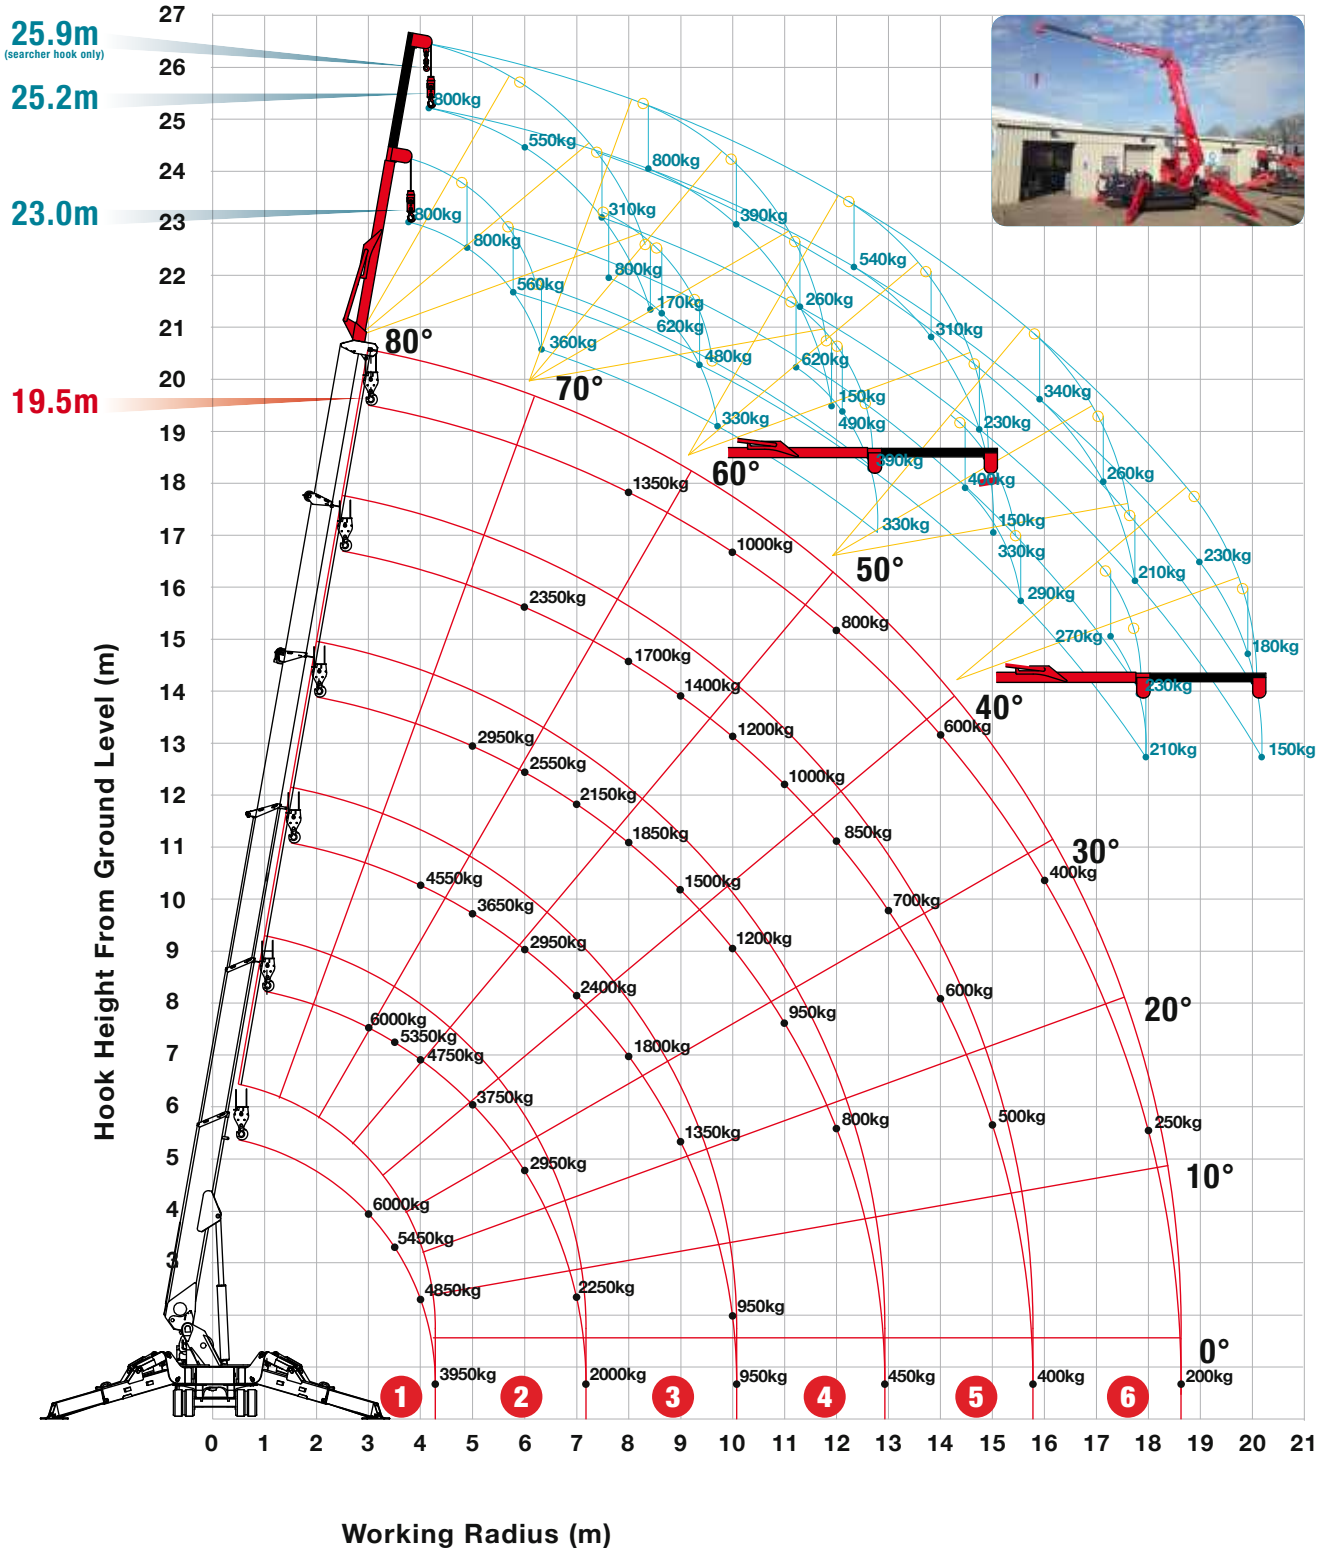 27
25.9m
(searcher hook only)
26
25.2m
25
24
23.0m
23
22
21
20
19.5m
19
18
17
16
15
14
13
12
11
10
9
8
7
6
5
4
3
Hook Height From Ground Level (m)
800kg
550kg
800kg
310kg
390kg
800kg
800kg
540kg
800kg
560kg
170kg
260kg
620kg
310kg
360kg
480kg
620kg
80°
70°
340kg
150kg
330kg
490kg
230kg
60°
390kg
400kg
260kg
1350kg
330kg
150kg
1000kg
330kg
50°
230kg
210kg
2350kg
290kg
800kg
270kg
180kg
1700kg
230kg
1400kg
40°
600kg
1200kg
2950kg
210kg
150kg
2550kg
1000kg
2150kg
1850kg
850kg
30°
400kg
4550kg
1500kg
3650kg
700kg
2950kg
1200kg
2400kg
600kg
20°
6000kg
950kg
5350kg
4750kg
1800kg
3750kg
800kg
500kg
250kg
1350kg
2950kg
10°
6000kg
5450kg
4850kg
2250kg
950kg
0°
3950kg
2000kg
950kg
450kg
400kg
200kg
1 2 3 4 5 6
0 1 2 3 4 5 6 7 8 9 10 11 12 13 14 15 16 17 18 19 20 21
Working Radius (m)